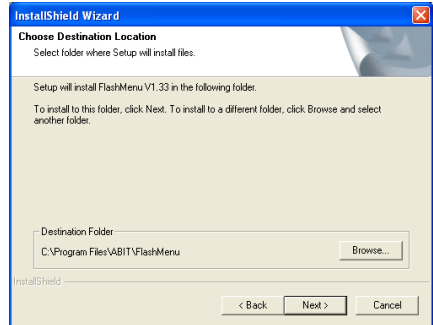 InstallShield Wizard
Choose Destination Location
Select folder where Setup will install files.
Setup will install FlashMenu V1.33 in the following folder.
To install to this folder, click Next. To install to a different folder, click Browse and select
another folder.
Destination Folder
C:\Program Files\ABIT\FlashMenu
Browse...
InstallShield
< Back
Next >
Cancel